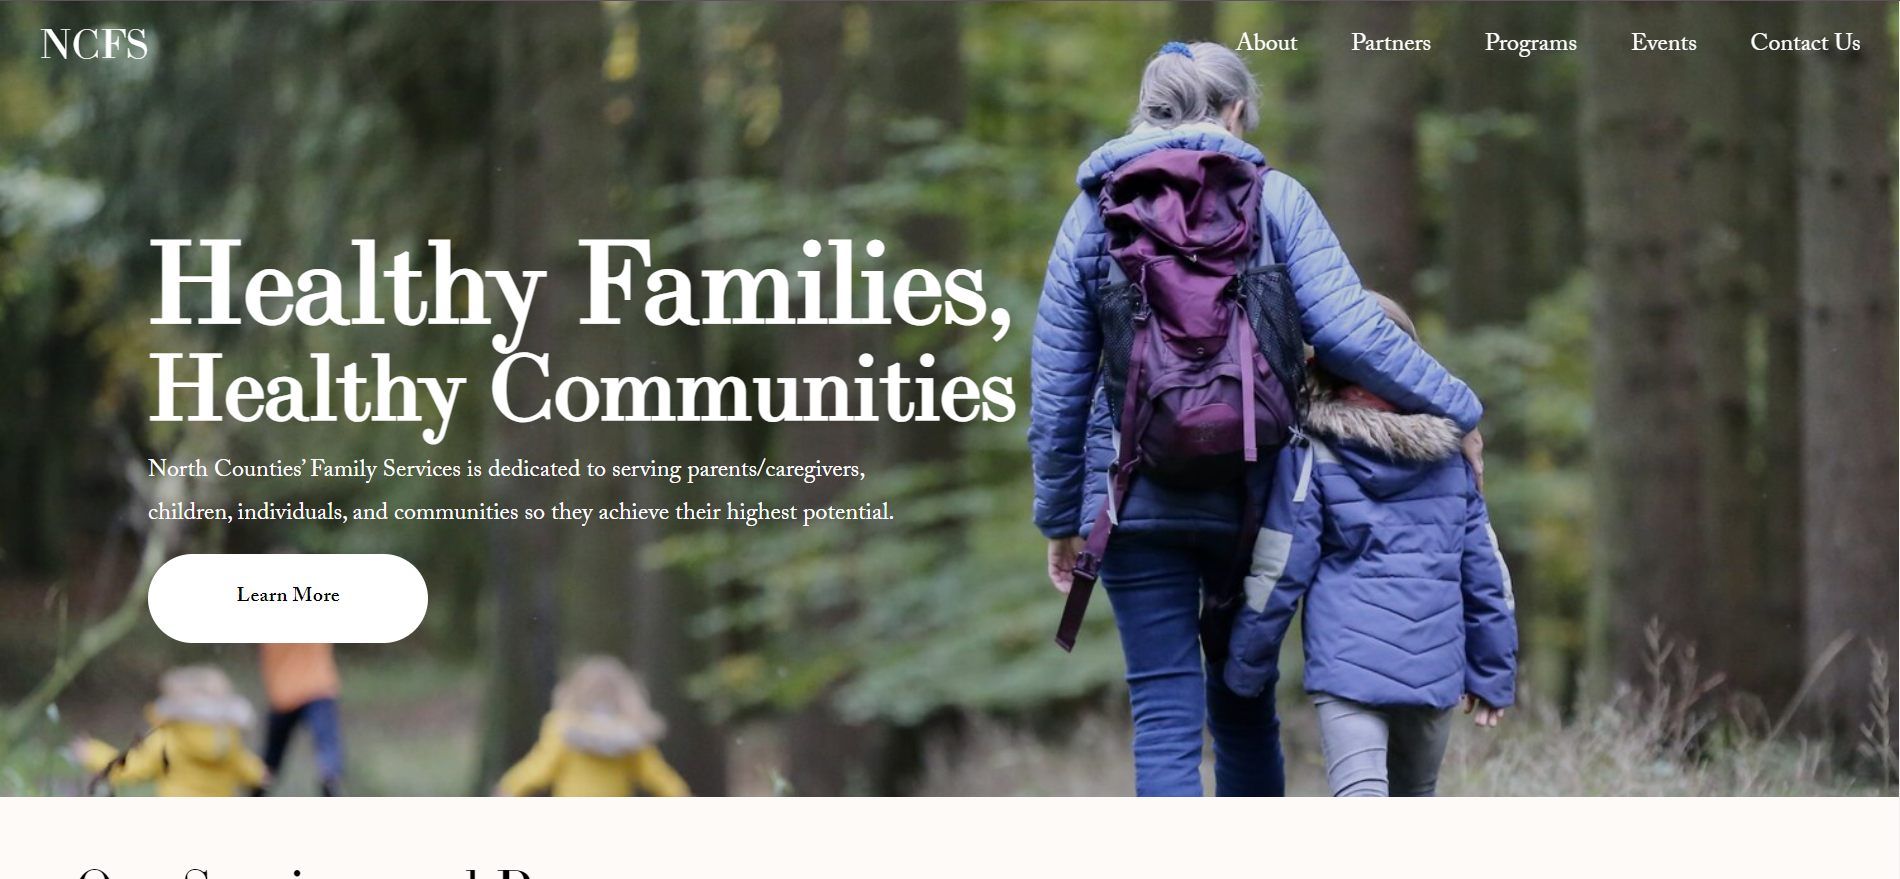 NCFS
About Partners Programs Events Contact Us
Healthy Families,
Healthy Communities
North Counties’ Family Services is dedicated to serving parents/caregivers,
children, individuals, and communities so they achieve their highest potential.
Learn More